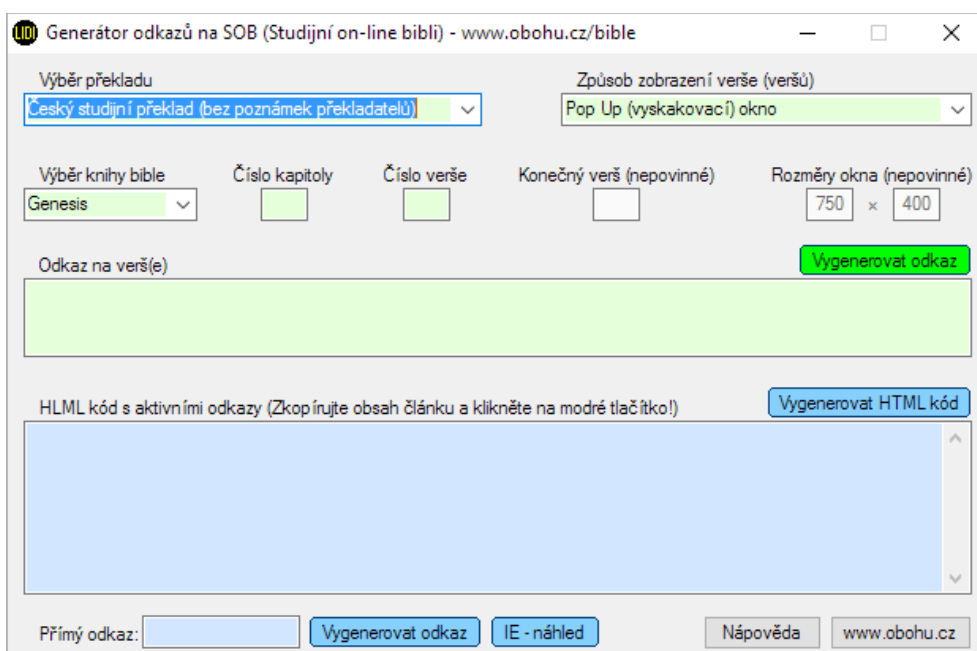 LIDI Generátor odkazů na SOB (Studijní on-line bibli) - www.obohu.cz/bible
Výběr překladu Způsob zobrazení verše (veršů)
Český studijní překlad (bez poznámek překladatelů) Pop Up (vyskakovací) okno
Výběr knihy bible Číslo kapitoly Číslo verše Konečný verš (nepovinné) Rozměry okna (nepovinné)
Genesis 750 × 400
Odkaz na verš(e) Vygenerovat odkaz
HLML kód s aktivními odkazy (Zkopírujte obsah článku a klikněte na modré tlačítko!) Vygenerovat HTML kód
Přímý odkaz: Vygenerovat odkaz IE - náhled Nápověda www.obohu.cz